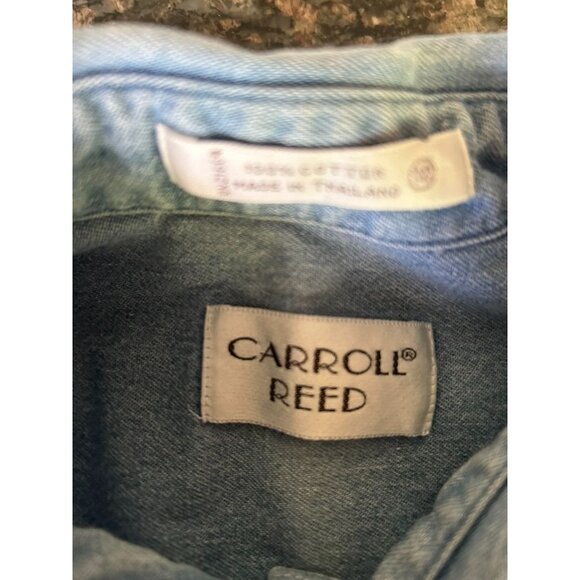 100% COTTON
MADE IN THAILAND
CARROLL®
REED